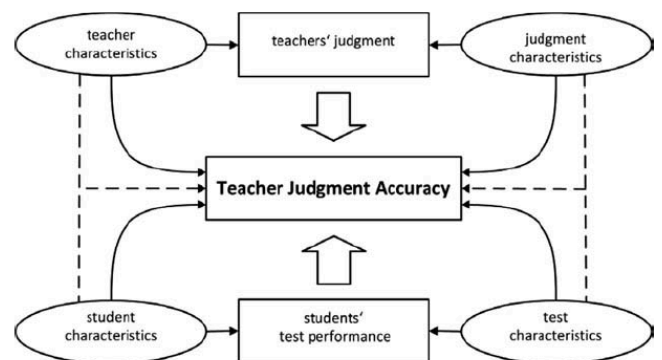 teacher
characteristics
teachers‘ judgment
judgment
characteristics
Teacher Judgment Accuracy
student
characteristics
students‘
test performance
test
characteristics